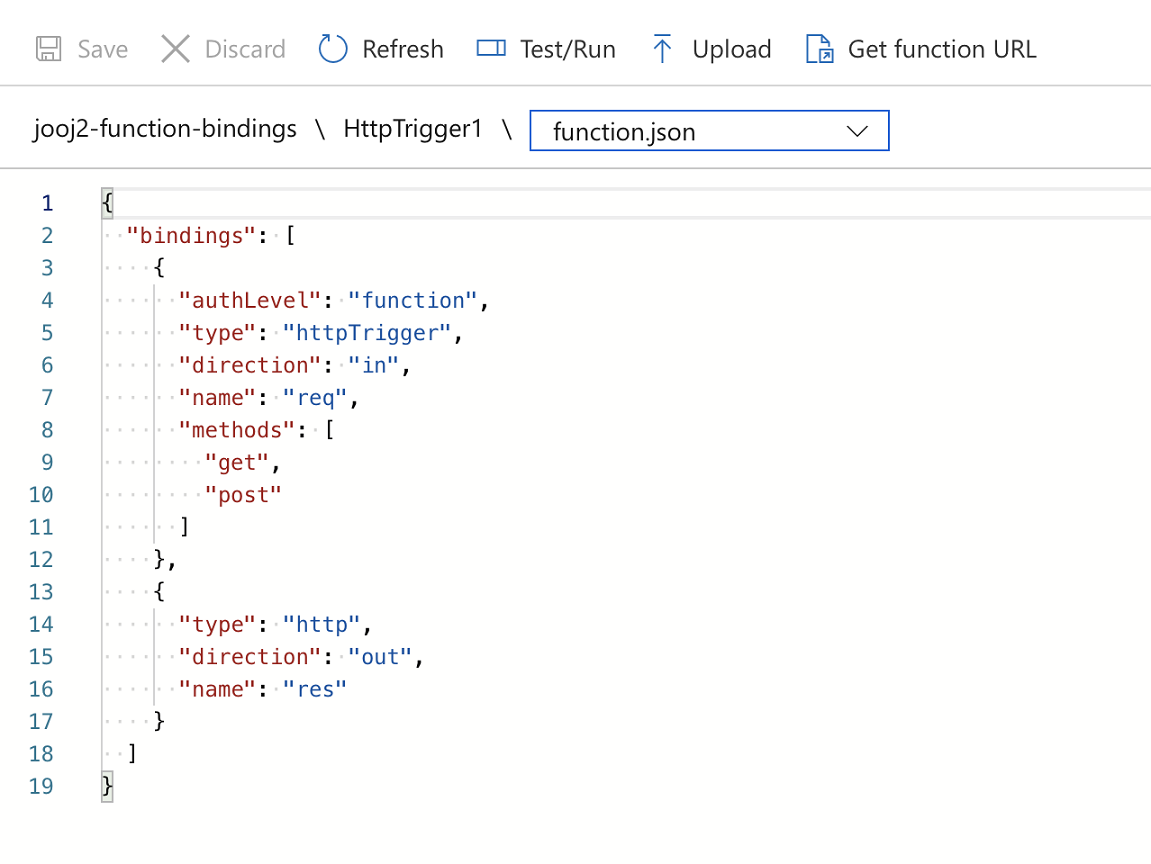 Save Discard Refresh Test/Run Upload Get function URL
jooj2-function-bindings \ HttpTrigger1 \ function.json
1 {
2   "bindings": [
3     {
4       "authLevel": "function",
5       "type": "httpTrigger",
6       "direction": "in",
7       "name": "req",
8       "methods": [
9         "get",
10         "post"
11       ]
12     },
13     {
14       "type": "http",
15       "direction": "out",
16       "name": "res"
17     }
18   ]
19 }